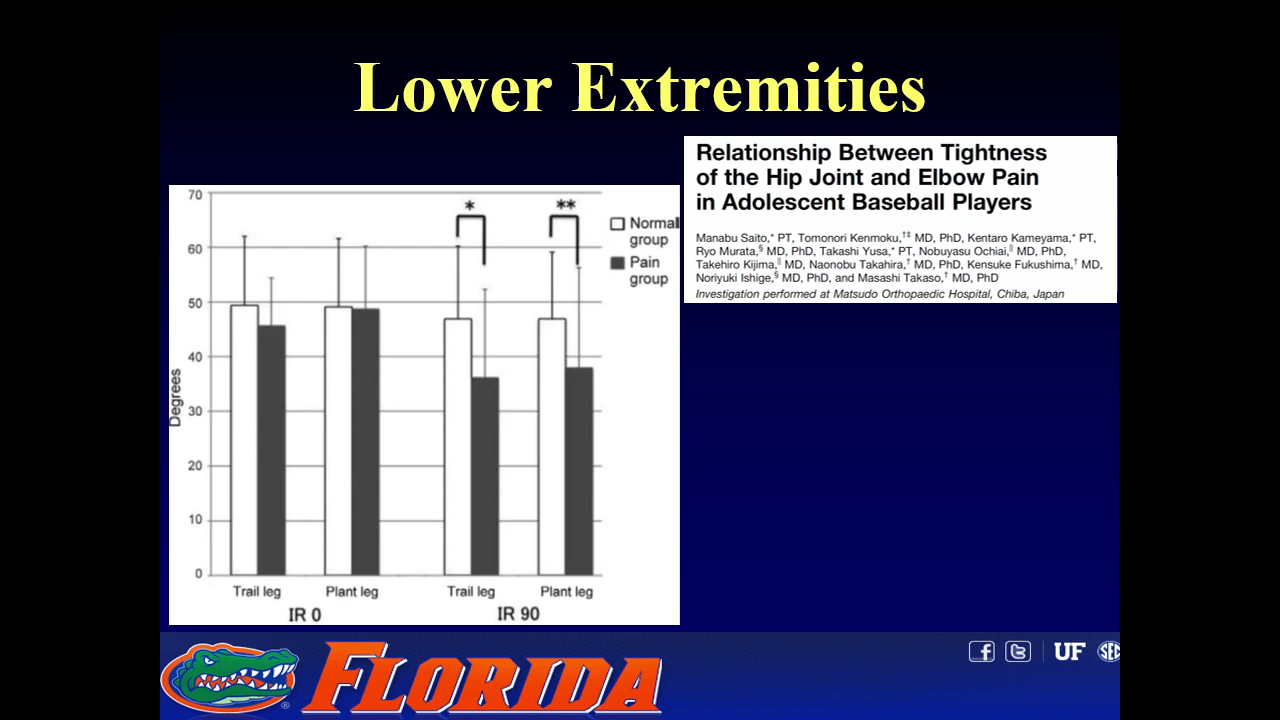 Lower Extremities
Relationship Between Tightness
of the Hip Joint and Elbow Pain
in Adolescent Baseball Players
Manabu Saito,* PT, Tomonori Kenmoku,†‡ MD, PhD, Kentaro Kameyama,* PT,
Ryo Murata,§ MD, PhD, Takashi Yusa,* PT, Nobuyasu Ochiai,|| MD, PhD,
Takehiro Kijima,|| MD, Naonobu Takahira,† MD, PhD, Kensuke Fukushima,† MD,
Noriyuki Ishige,§ MD, PhD, and Masashi Takaso,† MD, PhD
Investigation performed at Matsudo Orthopaedic Hospital, Chiba, Japan
70
60
50
40
30
20
10
0
Degrees
*
**
Normal
group
Pain
group
Trail leg
Plant leg
Trail leg
Plant leg
IR 0
IR 90
FLORIDA
®
f
t
UF
SEC